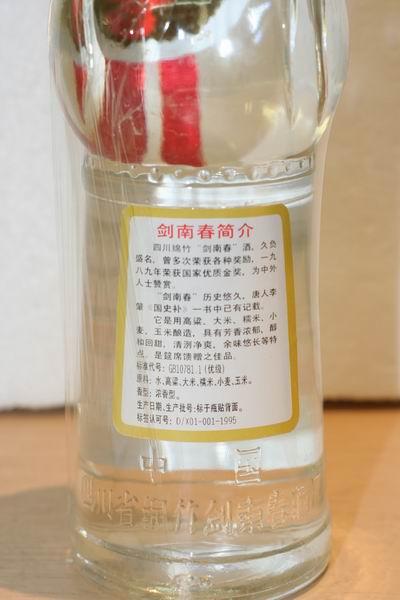 剑南春简介
四川绵竹“剑南春”酒，久负
盛名，曾多次荣获各种奖励，一九
八九年荣获国家优质金奖，为中外
人士赞赏。
“剑南春”历史悠久，唐人李
肇《国史补》一书中已有记载。
它是用高梁、大米、糯米、小
麦、玉米酿造，具有芳香浓郁，醇
和回甜，清洌净爽，余味悠长等特
点，是筵席馈赠之佳品。
标准代号：GB10781.1(优级)
原料：水、高梁、大米、糯米、小麦、玉米。
香型：浓香型。
生产日期、生产批号：标于瓶贴背面。
标签认可号：D/X01-001-1995
中国
四川省绵竹剑南春酒厂